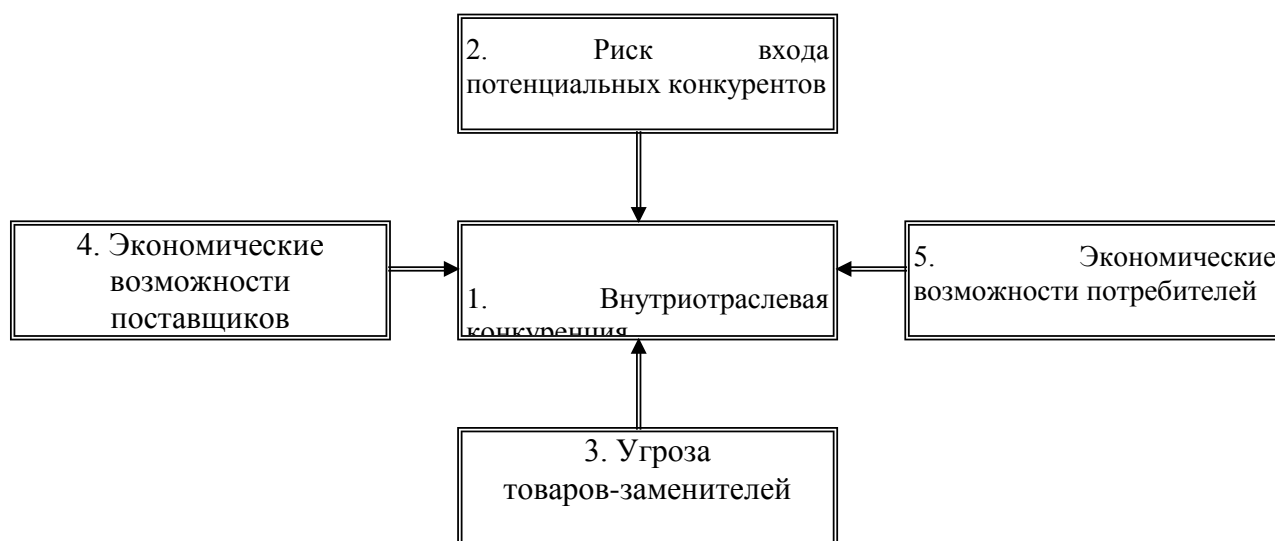 2. Риск входа
потенциальных конкурентов
4. Экономические
возможности
поставщиков
1. Внутриотраслевая
конкуренция
5. Экономические
возможности потребителей
3. Угроза
товаров-заменителей